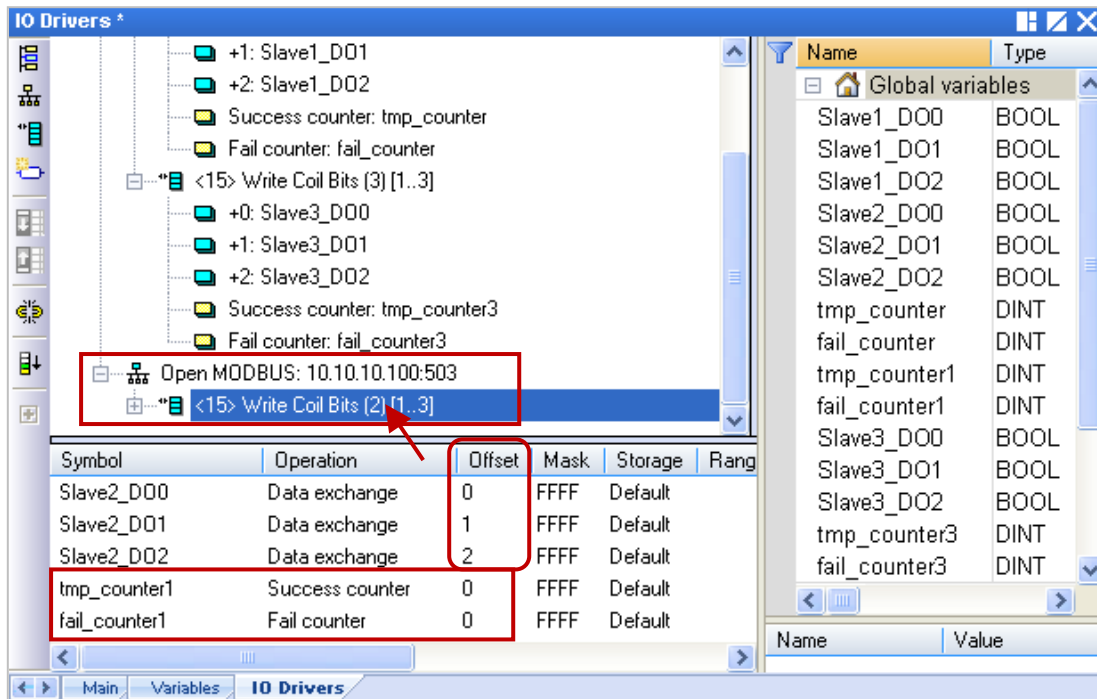 IO Drivers *
+1: Slave1_DO1
+2: Slave1_DO2
Success counter: tmp_counter
Fail counter: fail_counter
<15> Write Coil Bits (3) [1..3]
+0: Slave3_DO0
+1: Slave3_DO1
+2: Slave3_DO2
Success counter: tmp_counter3
Fail counter: fail_counter3
Open MODBUS: 10.10.10.100:503
<15> Write Coil Bits (2) [1..3]
Symbol Operation Offset Mask Storage Rang
Slave2_DO0 Data exchange 0 FFFF Default
Slave2_DO1 Data exchange 1 FFFF Default
Slave2_DO2 Data exchange 2 FFFF Default
tmp_counter1 Success counter 0 FFFF Default
fail_counter1 Fail counter 0 FFFF Default
Name Type
Global variables
Slave1_DO0 BOOL
Slave1_DO1 BOOL
Slave1_DO2 BOOL
Slave2_DO0 BOOL
Slave2_DO1 BOOL
Slave2_DO2 BOOL
tmp_counter DINT
fail_counter DINT
tmp_counter1 DINT
fail_counter1 DINT
Slave3_DO0 BOOL
Slave3_DO1 BOOL
Slave3_DO2 BOOL
tmp_counter3 DINT
fail_counter3 DINT
Name Value
Main Variables IO Drivers